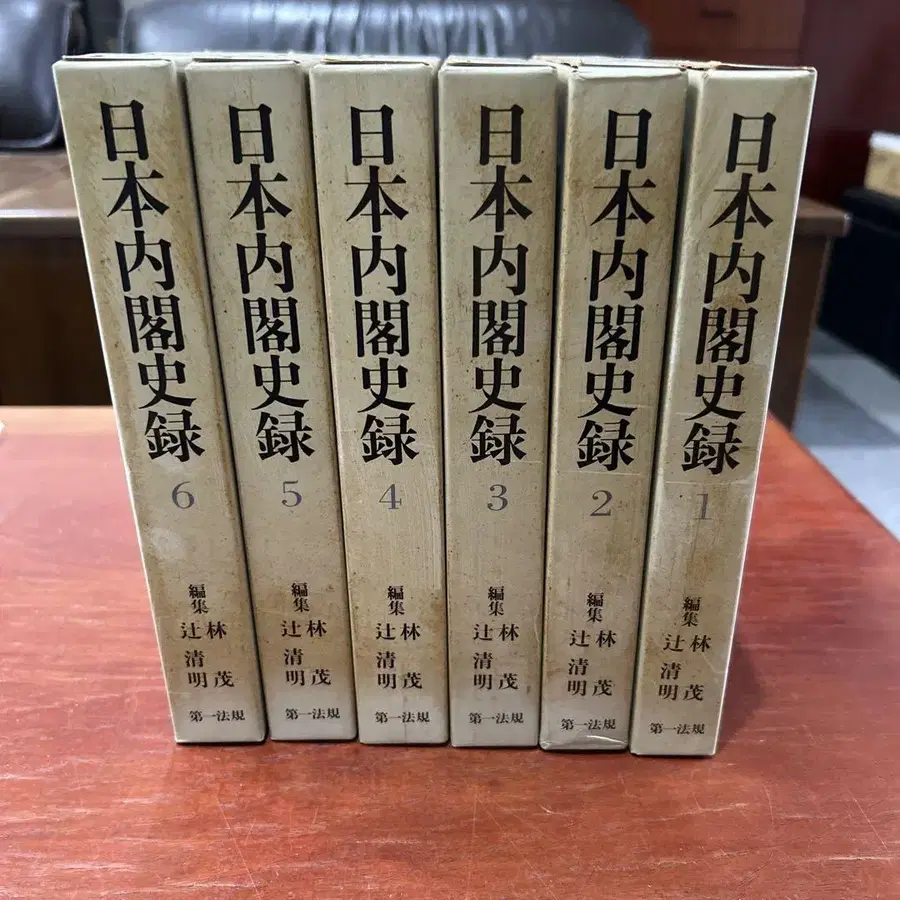 日本内閣史録
1
編集
林 茂
辻 清明
第一法規
日本内閣史録
2
編集
林 茂
辻 清明
第一法規
日本内閣史録
3
編集
林 茂
辻 清明
第一法規
日本内閣史録
4
編集
林 茂
辻 清明
第一法規
日本内閣史録
5
編集
林 茂
辻 清明
第一法規
日本内閣史録
6
編集
林 茂
辻 清明
第一法規